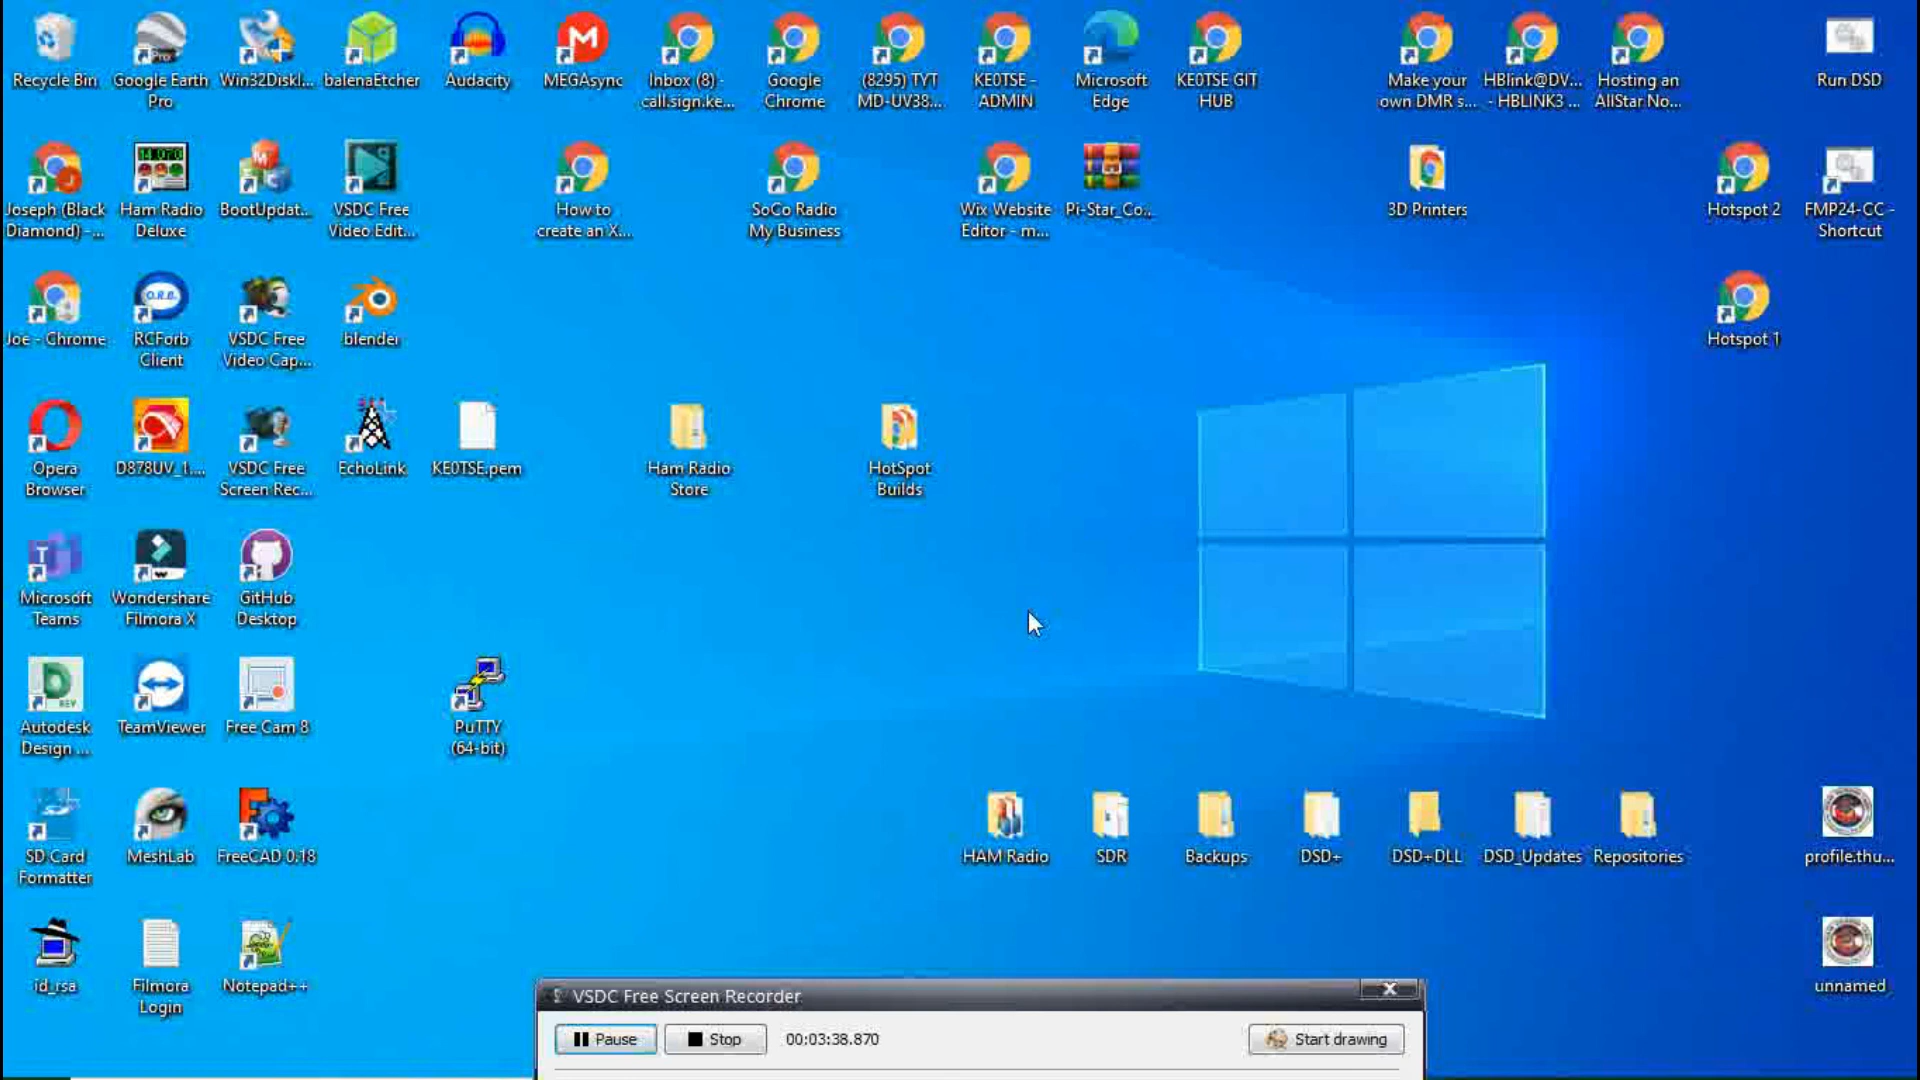 Recycle Bin
Google Earth
Pro
Win32DiskI...
balenaEtcher
Audacity
MEGAsync
Inbox (8) -
call.sign.ke...
Google
Chrome
(8295) TYT
MD-UV38...
KE0TSE -
ADMIN
Microsoft
Edge
KE0TSE GIT
HUB
Make your
own DMR s...
HBlink@DV...
- HBLINK3 ...
Hosting an
AllStar No...
Run DSD
Joseph (Black
Diamond) -...
14.070
Ham Radio
Deluxe
BootUpdat...
VSDC Free
Video Edit...
How to
create an X...
SoCo Radio
My Business
Wix Website
Editor - m...
Pi-Star_Co...
3D Printers
Hotspot 2
FMP24-CC -
Shortcut
Joe - Chrome
O.R.B.
RCForb
Client
VSDC Free
Video Cap...
blender
Hotspot 1
Opera
Browser
D878UV_1....
VSDC Free
Screen Rec...
EchoLink
KE0TSE.pem
Ham Radio
Store
HotSpot
Builds
Microsoft
Teams
Wondershare
Filmora X
GitHub
Desktop
REV
Autodesk
Design ...
TeamViewer
Free Cam 8
PuTTY
(64-bit)
SD Card
Formatter
MeshLab
FreeCAD 0.18
HAM Radio
SDR
Backups
DSD+
DSD+DLL
DSD_Updates
Repositories
profile.thu...
id_rsa
Filmora
Login
Notepad++
unnamed
VSDC Free Screen Recorder
Pause
Stop
00:03:38.870
Start drawing